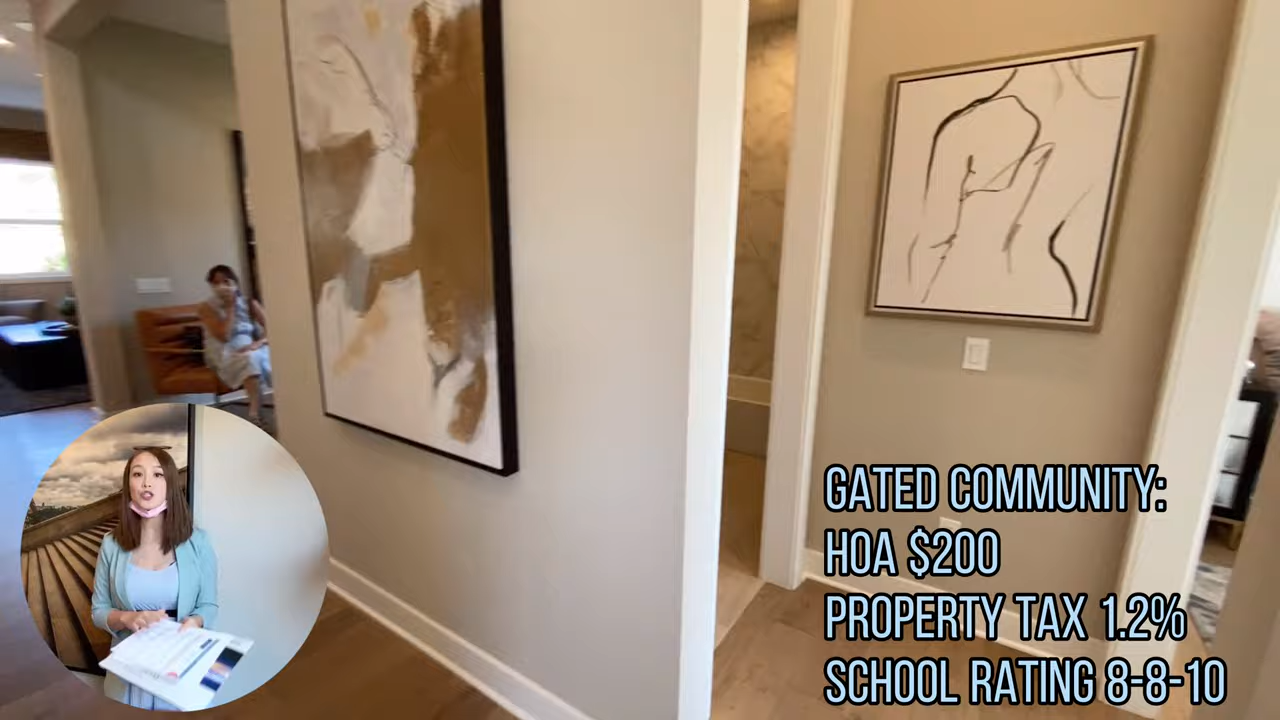 GATED COMMUNITY:
HOA $200
PROPERTY TAX 1.2%
SCHOOL RATING 8-8-10